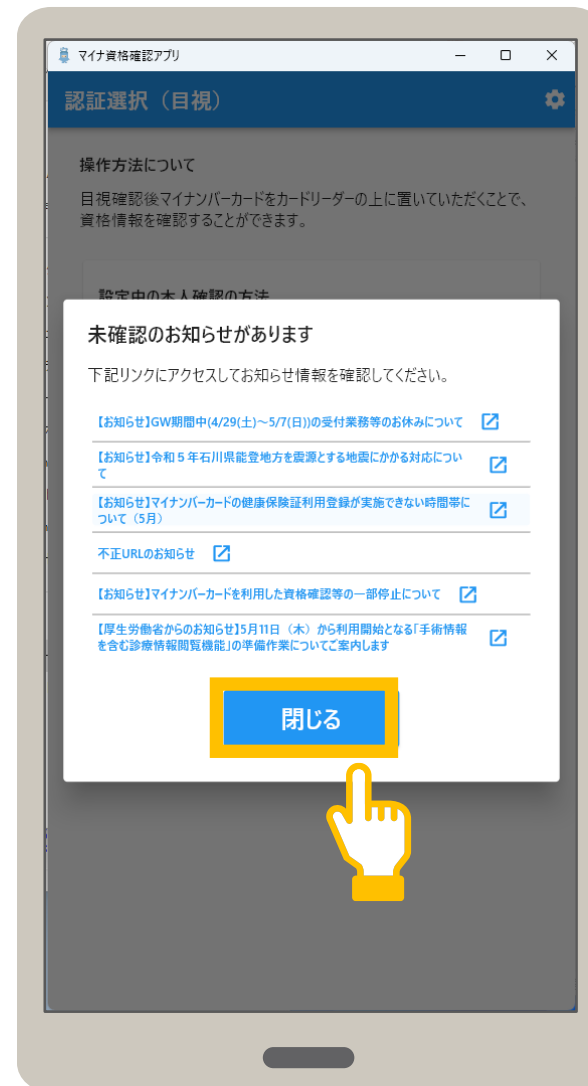 マイナ資格確認アプリ
認証選択（目視）
操作方法について
目視確認後マイナンバーカードをカードリーダーの上に置いていただくことで、
資格情報を確認することができます。
設定中の本人確認の方法
未確認のお知らせがあります
下記リンクにアクセスしてお知らせ情報を確認してください。
【お知らせ】GW期間中(4/29(土)～5/7(日))の受付業務等のお休みについて
【お知らせ】令和５年石川県能登地方を震源とする地震にかかる対応につい
て
【お知らせ】マイナンバーカードの健康保険証利用登録が実施できない時間帯に
ついて（5月）
不正URLのお知らせ
【お知らせ】マイナンバーカードを利用した資格確認等の一部停止について
【厚生労働省からのお知らせ】5月11日（木）から利用開始となる「手術情報
を含む診療情報閲覧機能」の準備作業についてご案内します
閉じる